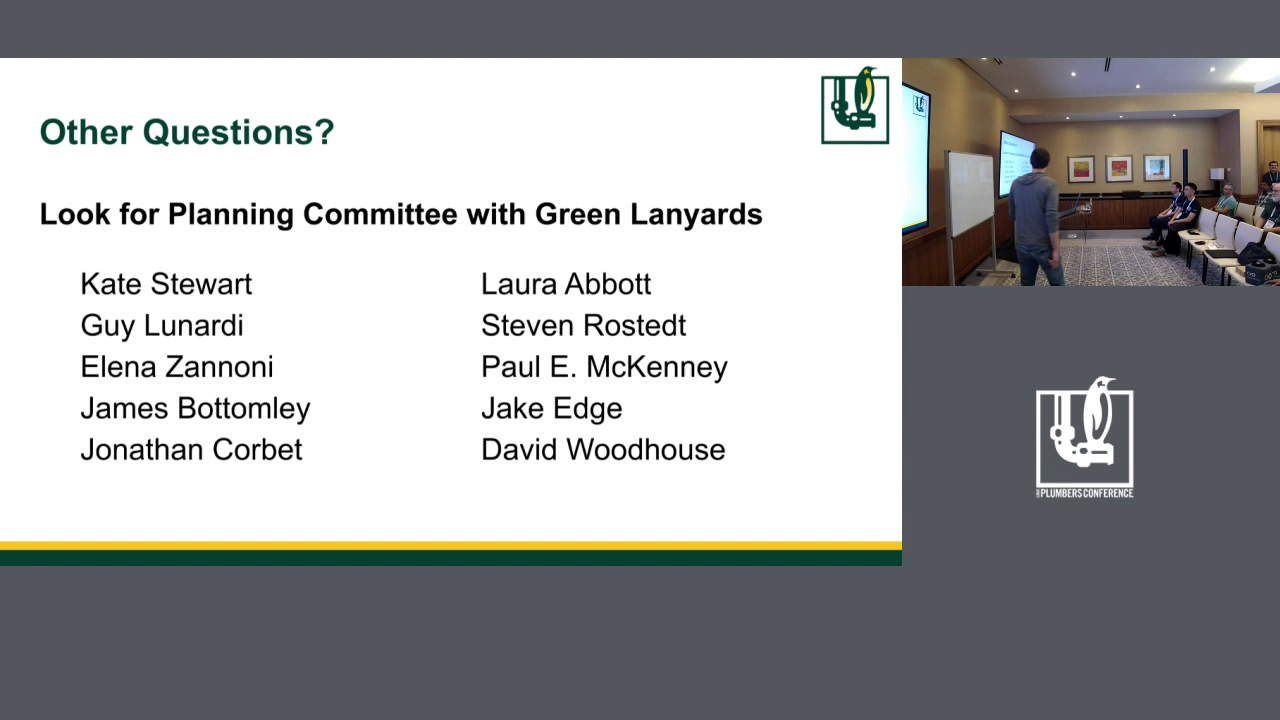 Other Questions?
Look for Planning Committee with Green Lanyards
Kate Stewart
Guy Lunardi
Elena Zannoni
James Bottomley
Jonathan Corbet
Laura Abbott
Steven Rostedt
Paul E. McKenney
Jake Edge
David Woodhouse
PLUMBERS CONFERENCE